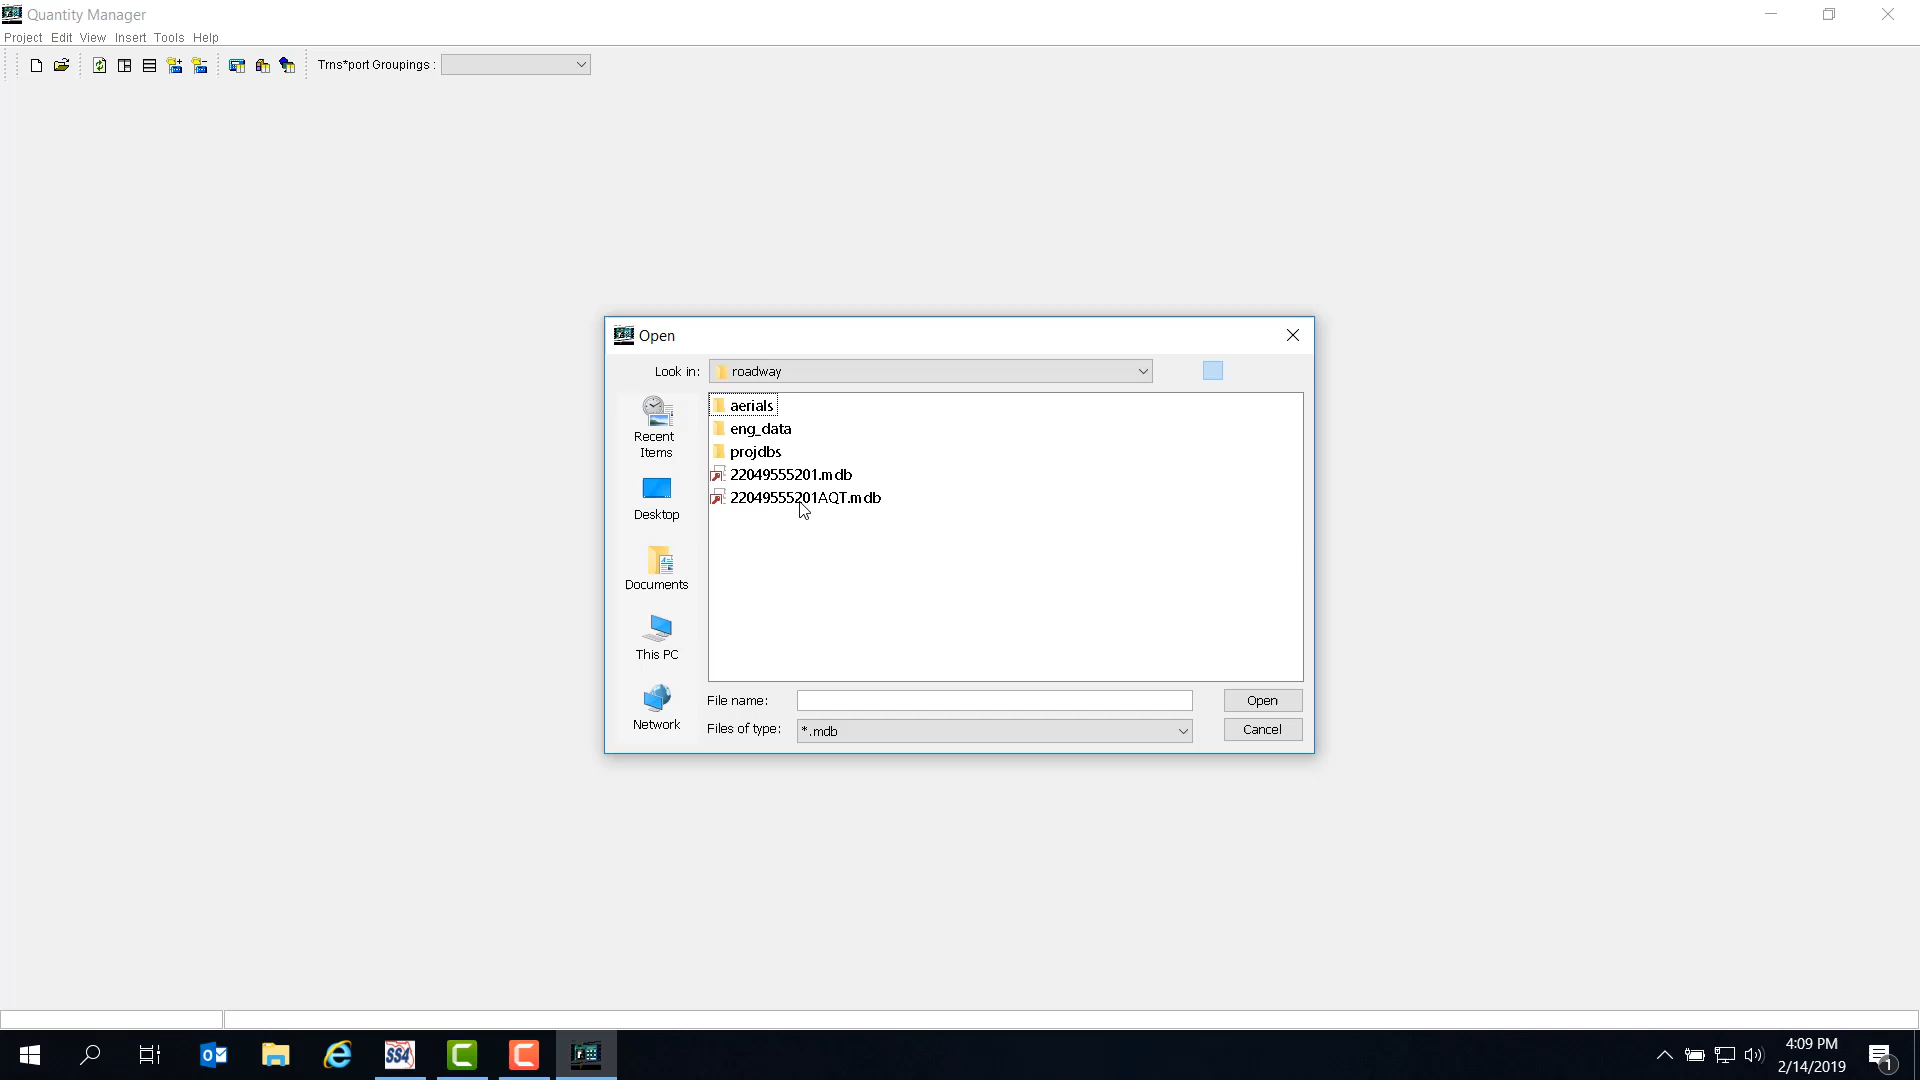 Quantity Manager
Project Edit View Insert Tools Help
Trns*port Groupings :
Open
Look in: roadway
aerials
eng_data
projdbs
22049555201.mdb
22049555201AQT.mdb
Recent
Items
Desktop
Documents
This PC
Network
File name: Open
Files of type: *.mdb Cancel
SS4
4:09 PM
2/14/2019
1